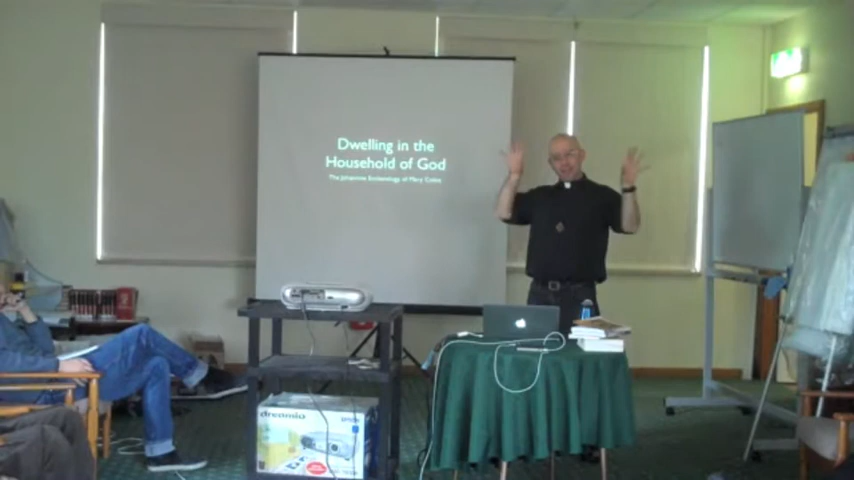 Dwelling in the
Household of God
The Johannine Ecclesiology of Mary Coloe
dreamio